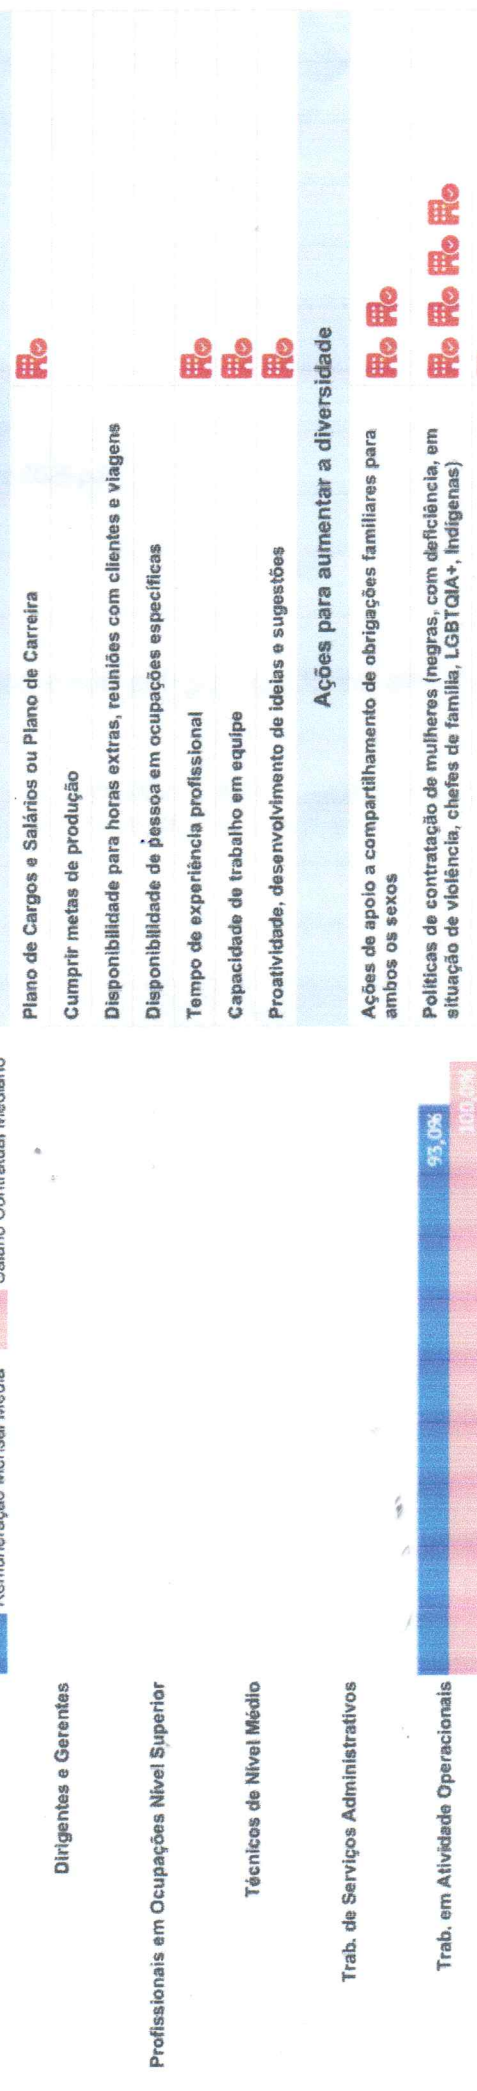 Remuneração Mensal Média
Salário Contratual Mediano
Dirigentes e Gerentes
Profissionais em Ocupações Nível Superior
Técnicos de Nível Médio
Trab. de Serviços Administrativos
Trab. em Atividade Operacionais
93,0%
100,0%
Plano de Cargos e Salários ou Plano de Carreira
Cumprir metas de produção
Disponibilidade para horas extras, reuniões com clientes e viagens
Disponibilidade de pessoa em ocupações específicas
Tempo de experiência profissional
Capacidade de trabalho em equipe
Proatividade, desenvolvimento de ideias e sugestões
Ações para aumentar a diversidade
Ações de apoio a compartilhamento de obrigações familiares para
ambos os sexos
Políticas de contratação de mulheres (negras, com deficiência, em
situação de violência, chefes de família, LGBTQIA+, Indígenas)